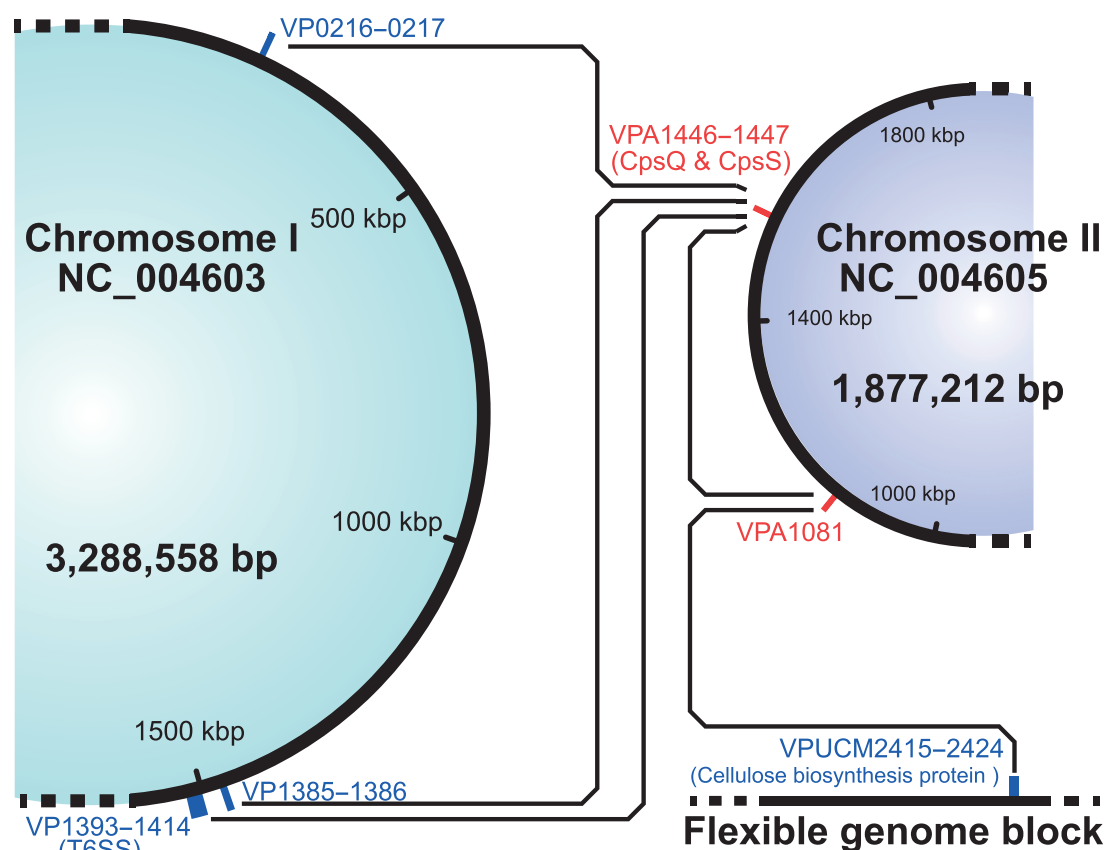 VP0216–0217
VPA1446–1447
(CpsQ & CpsS)
1800 kbp
500 kbp
Chromosome I
NC_004603
Chromosome II
NC_004605
1400 kbp
1,877,212 bp
1000 kbp
1000 kbp
VPA1081
3,288,558 bp
1500 kbp
VPUCM2415–2424
(Cellulose biosynthesis protein )
VP1385–1386
VP1393–1414
(T6SS)
Flexible genome block